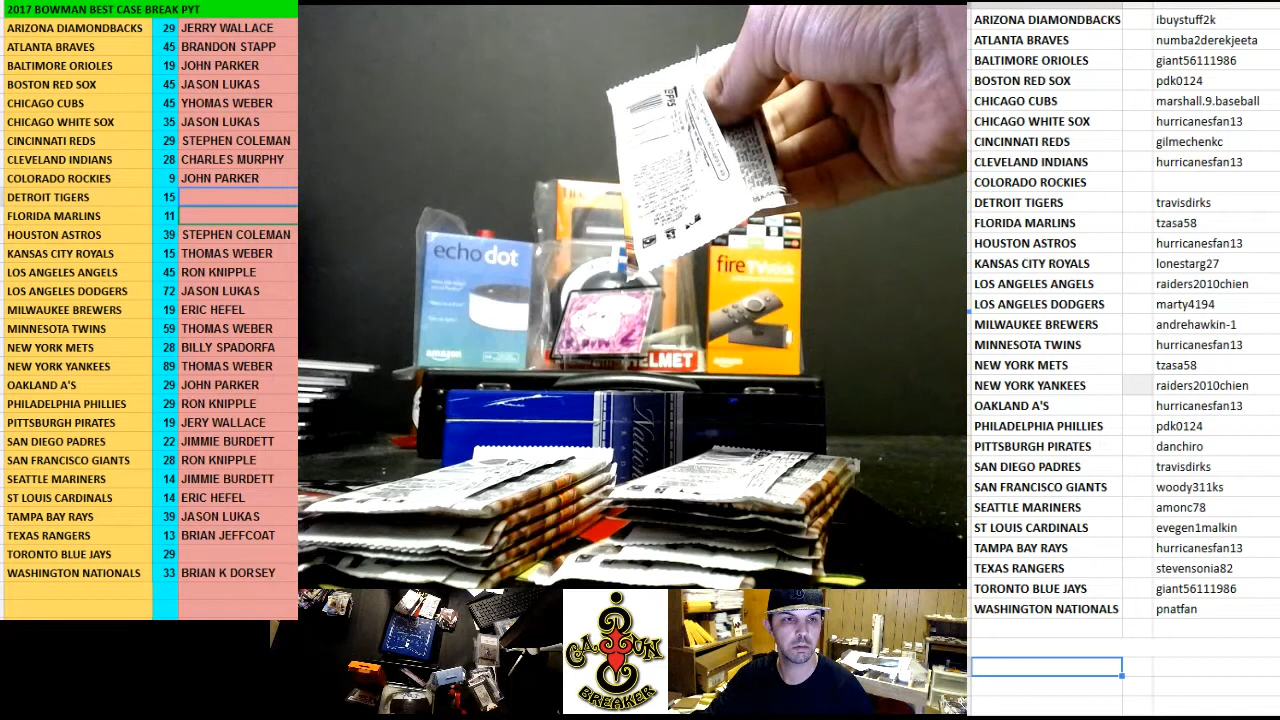 2017 BOWMAN BEST CASE BREAK PYT
ARIZONA DIAMONDBACKS 29 JERRY WALLACE
ATLANTA BRAVES 45 BRANDON STAPP
BALTIMORE ORIOLES 19 JOHN PARKER
BOSTON RED SOX 45 JASON LUKAS
CHICAGO CUBS 45 YHOMAS WEBER
CHICAGO WHITE SOX 35 JASON LUKAS
CINCINNATI REDS 29 STEPHEN COLEMAN
CLEVELAND INDIANS 28 CHARLES MURPHY
COLORADO ROCKIES 9 JOHN PARKER
DETROIT TIGERS 15
FLORIDA MARLINS 11
HOUSTON ASTROS 39 STEPHEN COLEMAN
KANSAS CITY ROYALS 15 THOMAS WEBER
LOS ANGELES ANGELS 45 RON KNIPPLE
LOS ANGELES DODGERS 72 JASON LUKAS
MILWAUKEE BREWERS 19 ERIC HEFEL
MINNESOTA TWINS 59 THOMAS WEBER
NEW YORK METS 28 BILLY SPADORFA
NEW YORK YANKEES 89 THOMAS WEBER
OAKLAND A'S 29 JOHN PARKER
PHILADELPHIA PHILLIES 29 RON KNIPPLE
PITTSBURGH PIRATES 19 JERY WALLACE
SAN DIEGO PADRES 22 JIMMIE BURDETT
SAN FRANCISCO GIANTS 28 RON KNIPPLE
SEATTLE MARINERS 14 JIMMIE BURDETT
ST LOUIS CARDINALS 14 ERIC HEFEL
TAMPA BAY RAYS 39 JASON LUKAS
TEXAS RANGERS 13 BRIAN JEFFCOAT
TORONTO BLUE JAYS 29
WASHINGTON NATIONALS 33 BRIAN K DORSEY
topps
echo dot
amazon
fire TV stick
amazon
HELMET
CAJUN
BREAKER
ARIZONA DIAMONDBACKS ibuystuff2k
ATLANTA BRAVES numba2derekjeeta
BALTIMORE ORIOLES giant56111986
BOSTON RED SOX pdk0124
CHICAGO CUBS marshall.9.baseball
CHICAGO WHITE SOX hurricanesfan13
CINCINNATI REDS gilmechenkc
CLEVELAND INDIANS hurricanesfan13
COLORADO ROCKIES
DETROIT TIGERS travisdirks
FLORIDA MARLINS tzasa58
HOUSTON ASTROS hurricanesfan13
KANSAS CITY ROYALS lonestarg27
LOS ANGELES ANGELS raiders2010chien
LOS ANGELES DODGERS marty4194
MILWAUKEE BREWERS andrehawkin-1
MINNESOTA TWINS hurricanesfan13
NEW YORK METS tzasa58
NEW YORK YANKEES raiders2010chien
OAKLAND A'S hurricanesfan13
PHILADELPHIA PHILLIES pdk0124
PITTSBURGH PIRATES danchiro
SAN DIEGO PADRES travisdirks
SAN FRANCISCO GIANTS woody311ks
SEATTLE MARINERS amonc78
ST LOUIS CARDINALS evegen1malkin
TAMPA BAY RAYS hurricanesfan13
TEXAS RANGERS stevensonia82
TORONTO BLUE JAYS giant56111986
WASHINGTON NATIONALS pnatfan